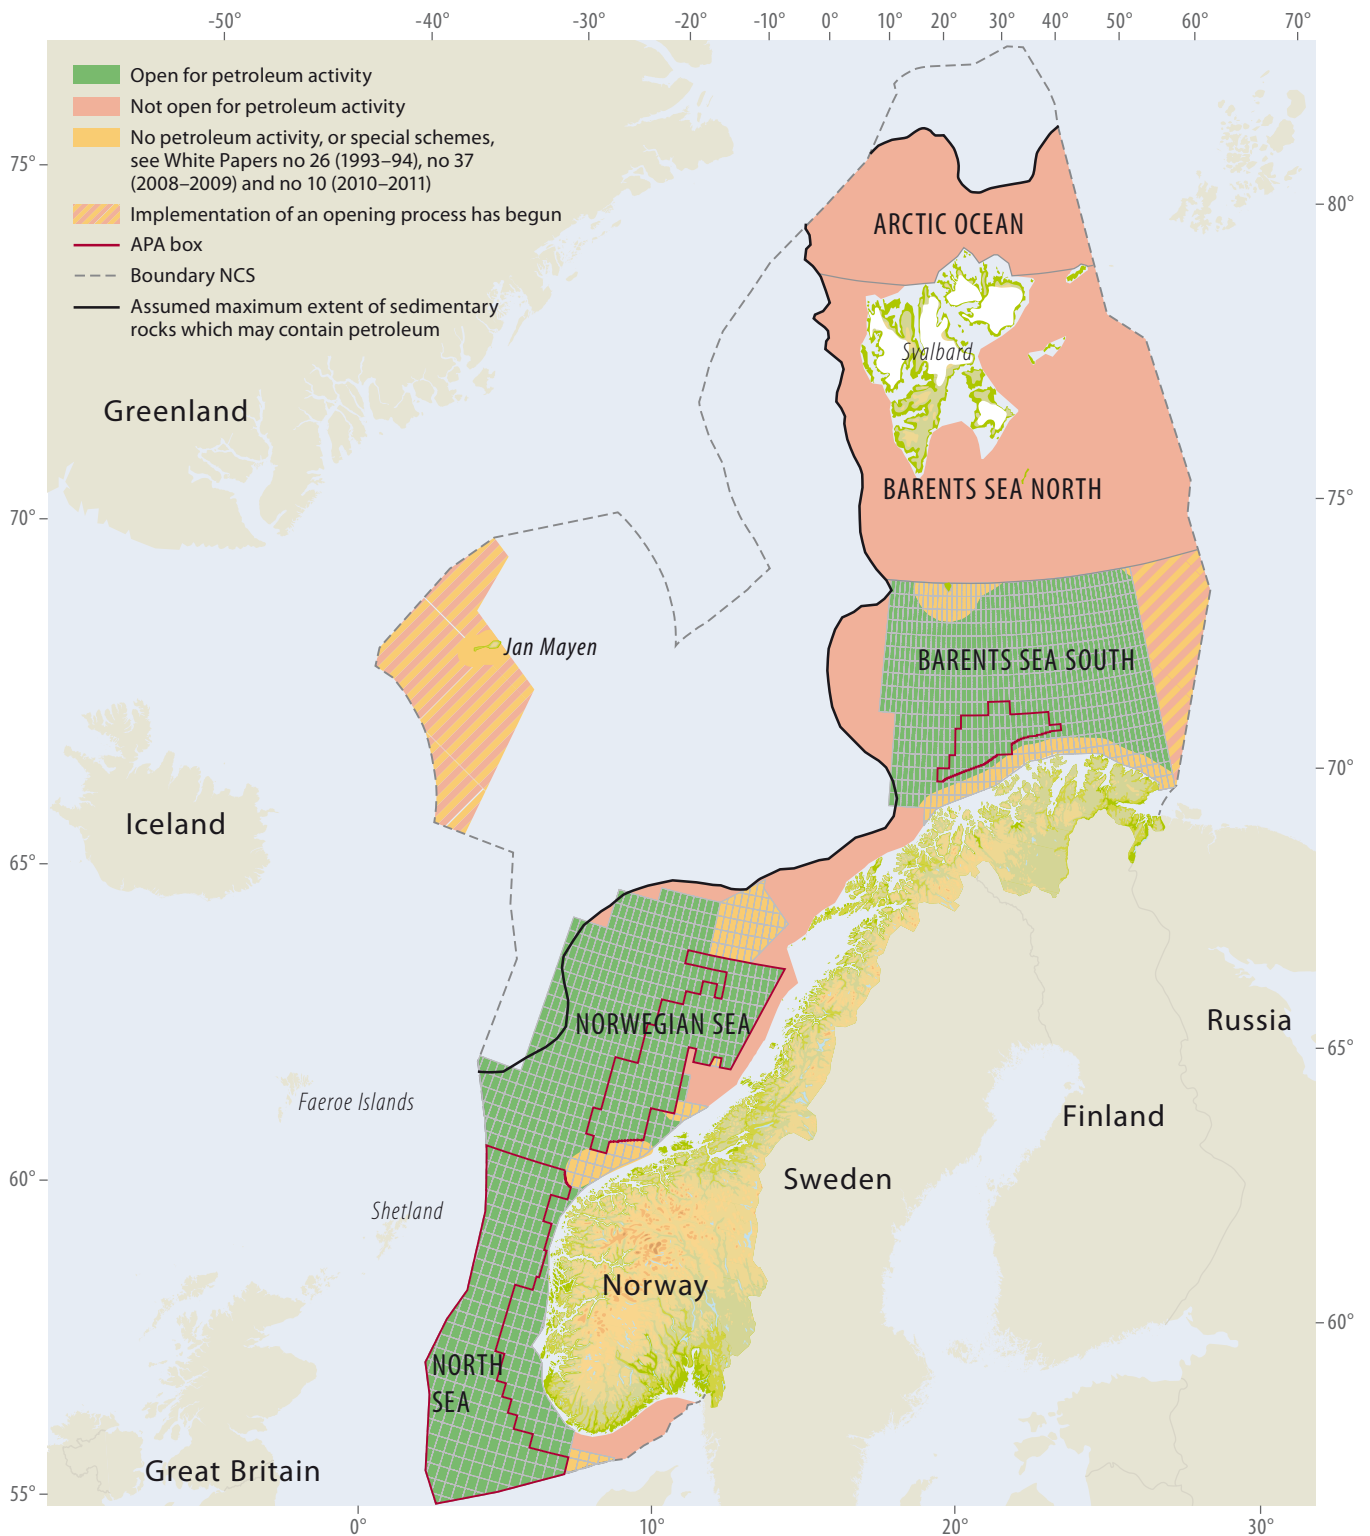 -50° -40° -30° -20° -10° 0° 10° 20° 30° 40° 50° 60° 70°
Open for petroleum activity
Not open for petroleum activity
No petroleum activity, or special schemes,
see White Papers no 26 (1993–94), no 37
(2008–2009) and no 10 (2010–2011)
Implementation of an opening process has begun
APA box
Boundary NCS
Assumed maximum extent of sedimentary
rocks which may contain petroleum
75°
80°
ARCTIC OCEAN
Svalbard
Greenland
BARENTS SEA NORTH
75°
70°
Jan Mayen
BARENTS SEA SOUTH
70°
Iceland
65°
NORWEGIAN SEA
Russia
65°
Faeroe Islands
Finland
60°
Sweden
Shetland
Norway
60°
NORTH
SEA
Great Britain
55°
0° 10° 20° 30°